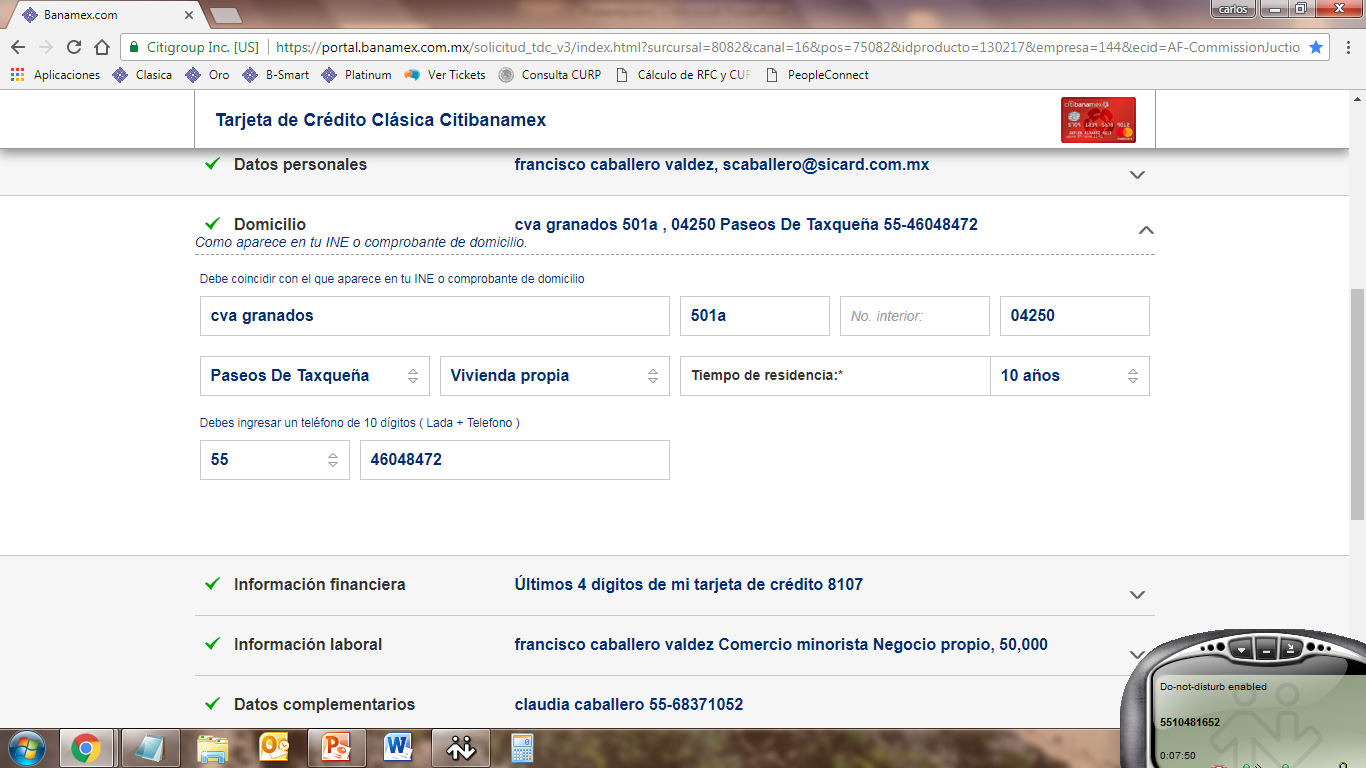 Banamex.com
carlos
Citigroup Inc. [US]
https://portal.banamex.com.mx/solicitud_tdc_v3/index.html?surcursal=8082&canal=16&pos=75082&idproducto=130217&empresa=144&ecid=AF-CommissionJuctio
Aplicaciones Clasica Oro B-Smart Platinum Ver Tickets Consulta CURP Cálculo de RFC y CUR PeopleConnect
Tarjeta de Crédito Clásica Citibanamex
citibanamex
Datos personales francisco caballero valdez, scaballero@sicard.com.mx
Domicilio cva granados 501a , 04250 Paseos De Taxqueña 55-46048472
Como aparece en tu INE o comprobante de domicilio.
Debe coincidir con el que aparece en tu INE o comprobante de domicilio
cva granados 501a No. interior: 04250
Paseos De Taxqueña Vivienda propia Tiempo de residencia:* 10 años
Debes ingresar un teléfono de 10 dígitos ( Lada + Telefono )
55 46048472
Información financiera Últimos 4 dígitos de mi tarjeta de crédito 8107
Información laboral francisco caballero valdez Comercio minorista Negocio propio, 50,000
Datos complementarios claudia caballero 55-68371052
Do-not-disturb enabled
5510481652
0:07:50